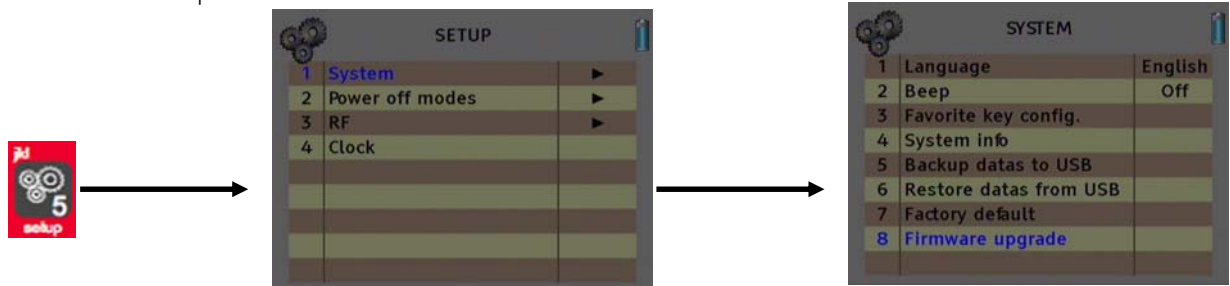 jkl
5
setup
SETUP
1 System ►
2 Power off modes ►
3 RF ►
4 Clock
SYSTEM
1 Language English
2 Beep Off
3 Favorite key config.
4 System info
5 Backup datas to USB
6 Restore datas from USB
7 Factory default
8 Firmware upgrade